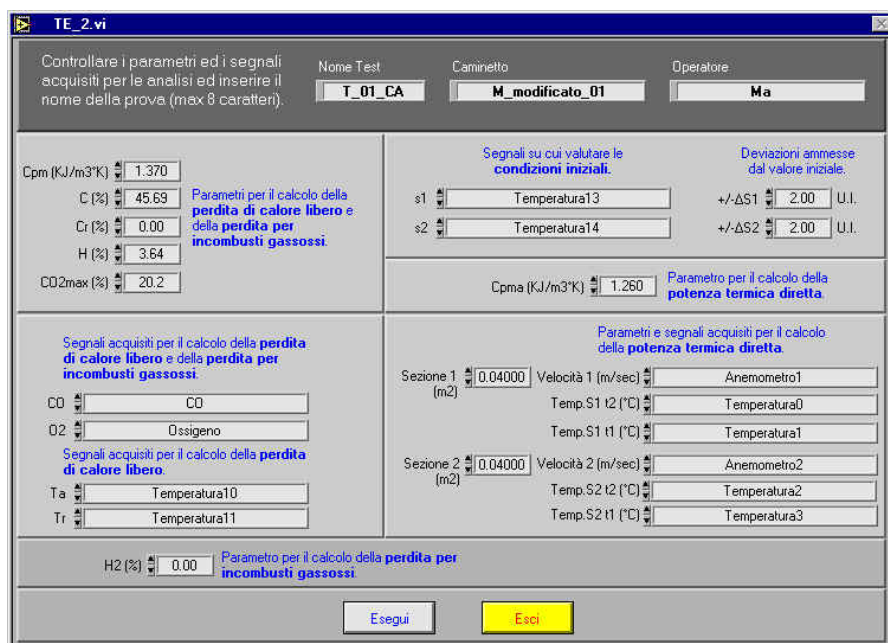 TE_2.vi
Controllare i parametri ed i segnali
acquisiti per le analisi ed inserire il
nome della prova (max 8 caratteri).
Nome Test
T_01_CA
Caminetto
M_modificato_01
Operatore
Ma
Cpm (KJ/m3*K) 1.370
C (%) 45.69
Cr (%) 0.00
H (%) 3.64
CO2max (%) 20.2
Parametri per il calcolo della
perdita di calore libero e
della perdita per
incombusti gassossi.
Segnali su cui valutare le
condizioni iniziali.
Deviazioni ammesse
dal valore iniziale.
s1 Temperatura13 +/-ΔS1 2.00 U.I.
s2 Temperatura14 +/-ΔS2 2.00 U.I.
Cpma (KJ/m3*K) 1.260
Parametro per il calcolo della
potenza termica diretta.
Segnali acquisiti per il calcolo della perdita
di calore libero e della perdita per
incombusti gassossi.
CO CO
O2 Ossigeno
Segnali acquisiti per il calcolo della perdita
di calore libero.
Ta Temperatura10
Tr Temperatura11
Parametri e segnali acquisiti per il calcolo
della potenza termica diretta.
Sezione 1 0.04000 Velocità 1 (m/sec) Anemometro1
(m2)
Temp.S1 t2 (°C) Temperatura0
Temp.S1 t1 (°C) Temperatura1
Sezione 2 0.04000 Velocità 2 (m/sec) Anemometro2
(m2)
Temp.S2 t2 (°C) Temperatura2
Temp.S2 t1 (°C) Temperatura3
H2 (%) 0.00
Parametro per il calcolo della perdita per
incombusti gassossi.
Esegui
Esci